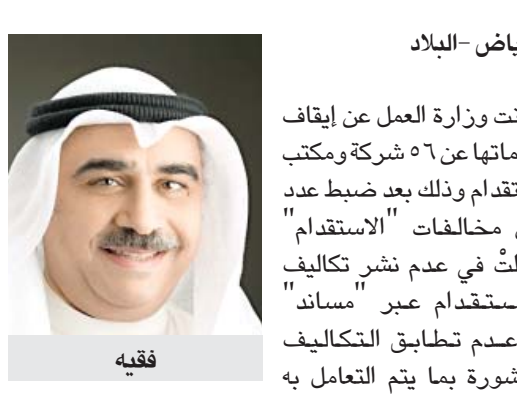 ياض -البلاد
نت وزارة العمل عن إيقاف
ماتها عن ٥٦ شركة ومكتب
تقدام وذلك بعد ضبط عدد
مخالفات "الاستقدام"
لتْ في عدم نشر تكاليف
ستقدام عبر "مساند"
عدم تطابق التكاليف
شورة بما يتم التعامل به
فقيه